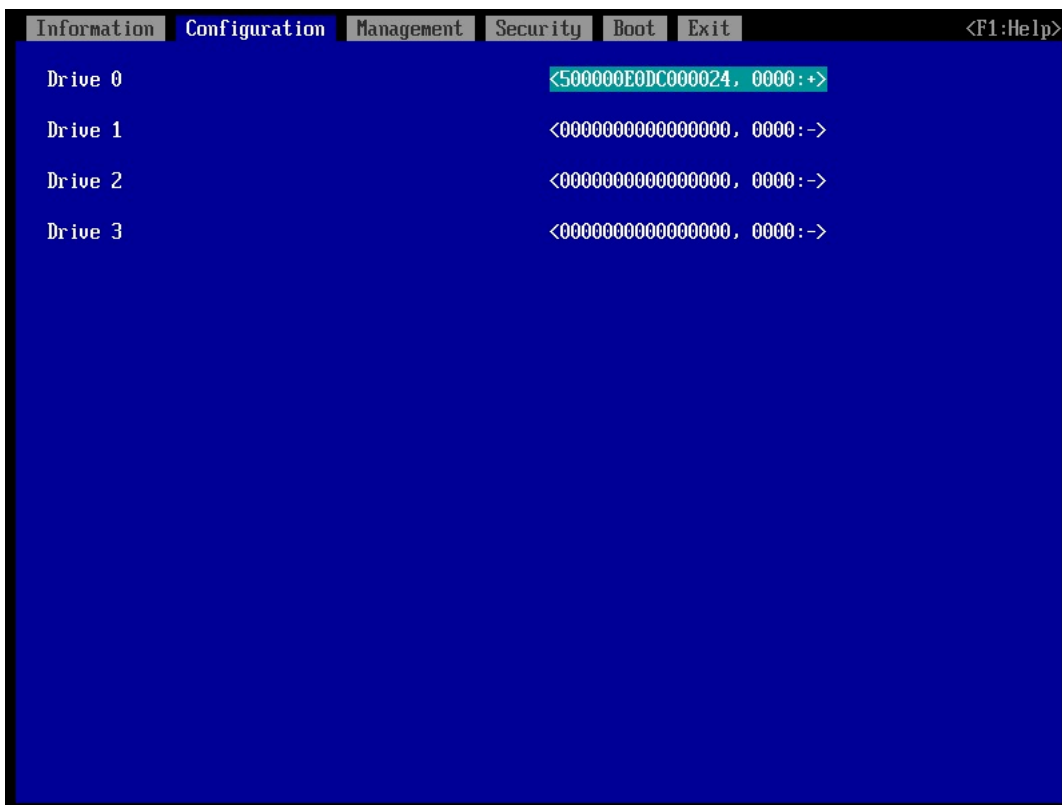 Information Configuration Management Security Boot Exit <F1:Help>
Drive 0 <500000E0DC000024, 0000:+>
Drive 1 <0000000000000000, 0000:->
Drive 2 <0000000000000000, 0000:->
Drive 3 <0000000000000000, 0000:->